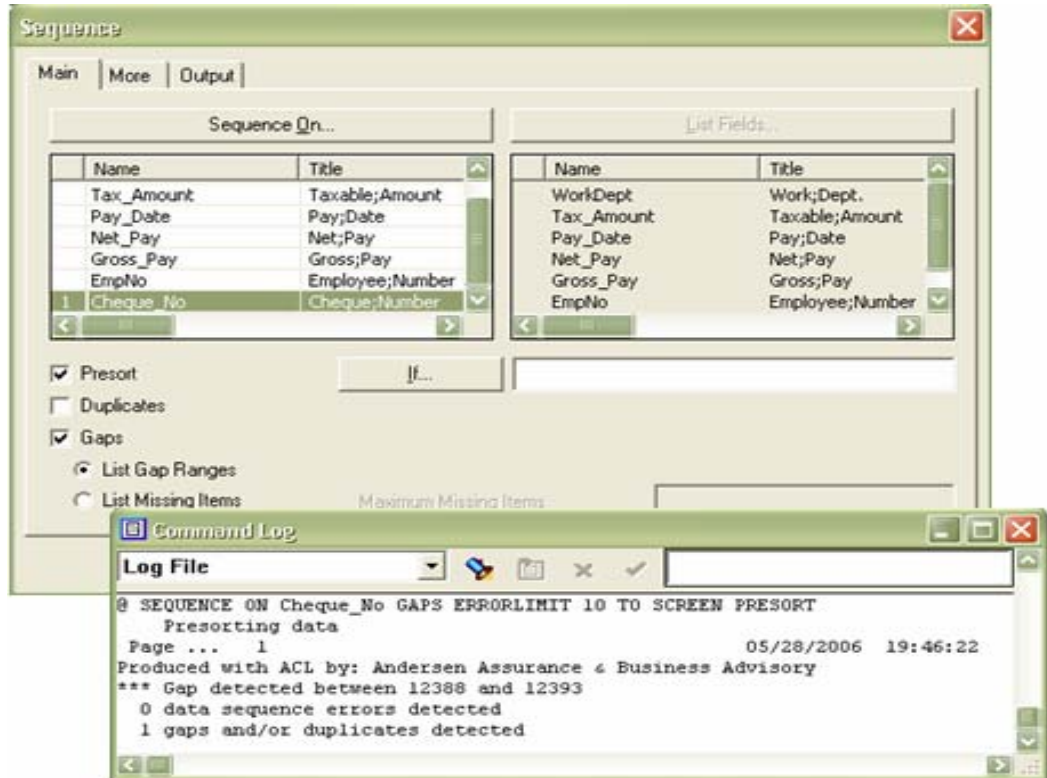 Sequence
Main More Output
Sequence On... List Fields...
Name Title Name Title
Tax_Amount Taxable;Amount WorkDept Work;Dept.
Pay_Date Pay;Date Tax_Amount Taxable;Amount
Net_Pay Net;Pay Pay_Date Pay;Date
Gross_Pay Gross;Pay Net_Pay Net;Pay
EmpNo Employee;Number Gross_Pay Gross;Pay
1 Cheque_No Cheque;Number EmpNo Employee;Number
Presort If...
Duplicates
Gaps
List Gap Ranges
List Missing Items Maximum Missing Items
Command Log
Log File
@ SEQUENCE ON Cheque_No GAPS ERRORLIMIT 10 TO SCREEN PRESORT
Presorting data
Page ... 1 05/28/2006 19:46:22
Produced with ACL by: Andersen Assurance & Business Advisory
*** Gap detected between 12388 and 12393
0 data sequence errors detected
1 gaps and/or duplicates detected